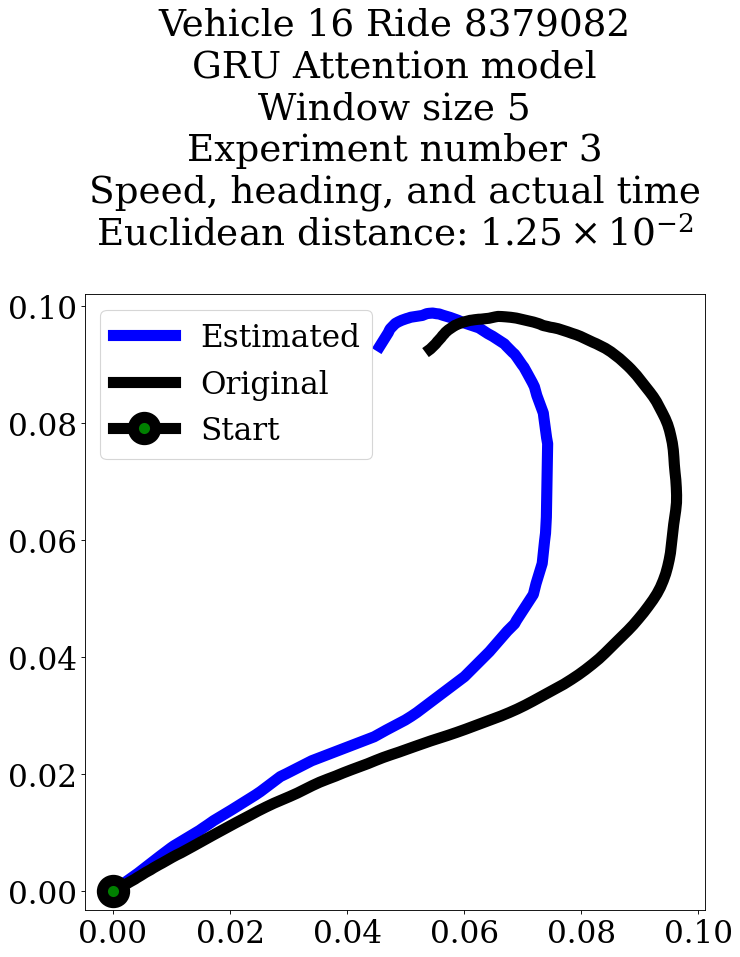 Vehicle 16 Ride 8379082
GRU Attention model
Window size 5
Experiment number 3
Speed, heading, and actual time
Euclidean distance: 1.25 × 10⁻²
Estimated
Original
Start
0.10
0.08
0.06
0.04
0.02
0.00
0.00 0.02 0.04 0.06 0.08 0.10